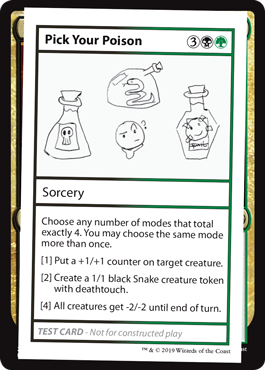 Pick Your Poison 3
Sorcery
Choose any number of modes that total
exactly 4. You may choose the same mode
more than once.
[1] Put a +1/+1 counter on target creature.
[2] Create a 1/1 black Snake creature token
with deathtouch.
[4] All creatures get -2/-2 until end of turn.
TEST CARD - Not for constructed play
™ & © 2019 Wizards of the Coast